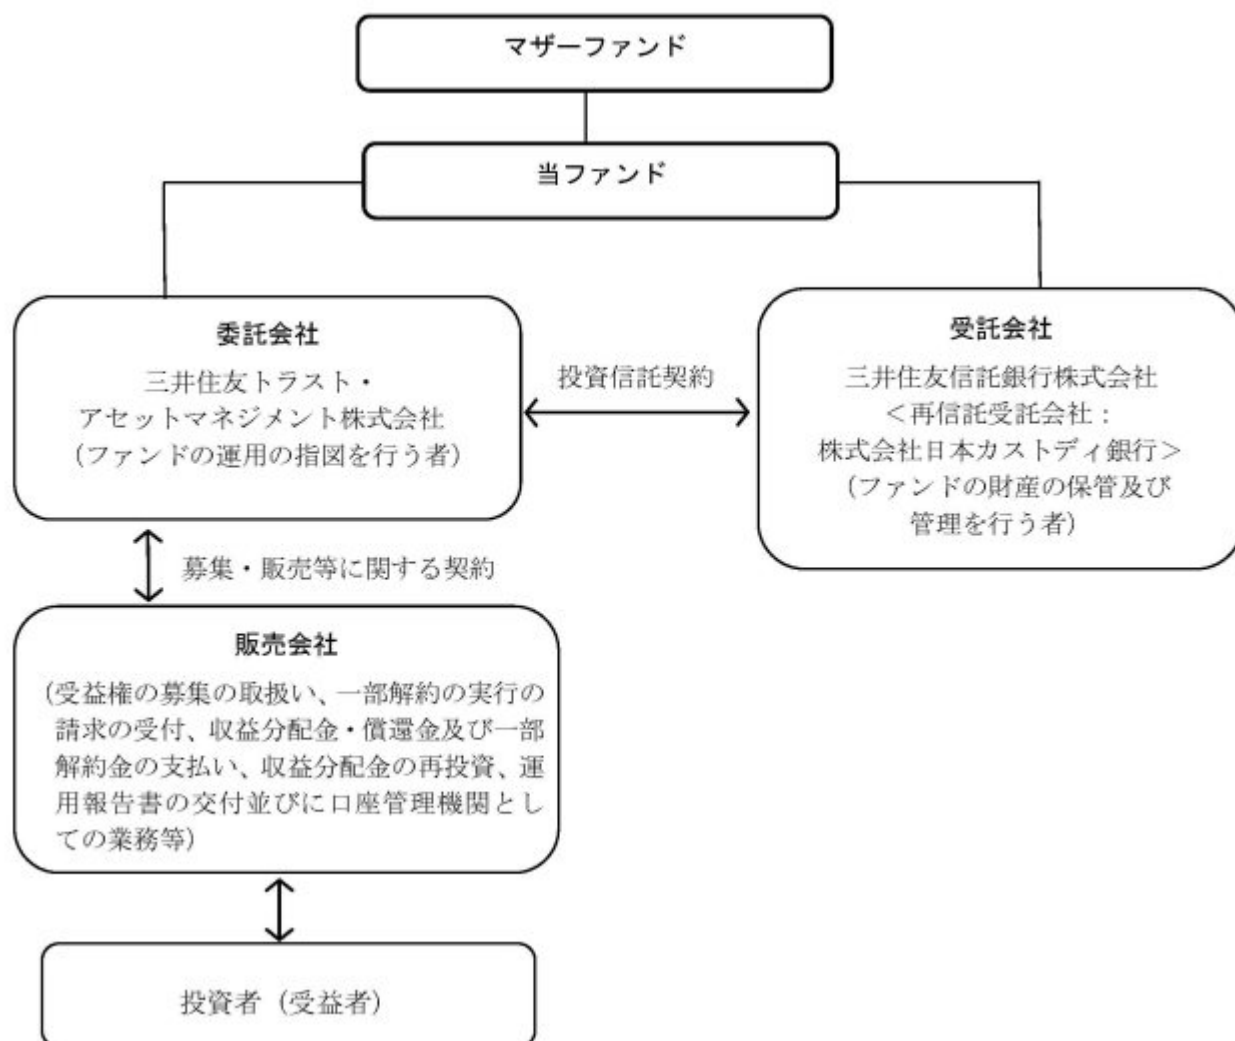 マザーファンド
当ファンド
委託会社
三井住友トラスト・
アセットマネジメント株式会社
（ファンドの運用の指図を行う者）
投資信託契約
受託会社
三井住友信託銀行株式会社
＜再信託受託会社：
株式会社日本カストディ銀行＞
（ファンドの財産の保管及び
管理を行う者）
募集・販売等に関する契約
販売会社
（受益権の募集の取扱い、一部解約の実行の
請求の受付、収益分配金・償還金及び一部
解約金の支払い、収益分配金の再投資、運
用報告書の交付並びに口座管理機関とし
ての業務等）
投資者（受益者）